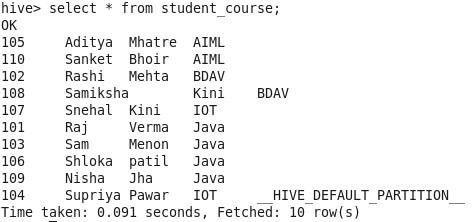 hive> select * from student_course;
OK
105 Aditya Mhatre AIML
110 Sanket Bhoir AIML
102 Rashi Mehta BDAV
108 Samiksha Kini BDAV
107 Snehal Kini IOT
101 Raj Verma Java
103 Sam Menon Java
106 Shloka patil Java
109 Nisha Jha Java
104 Supriya Pawar IOT __HIVE_DEFAULT_PARTITION__
Time taken: 0.091 seconds, Fetched: 10 row(s)